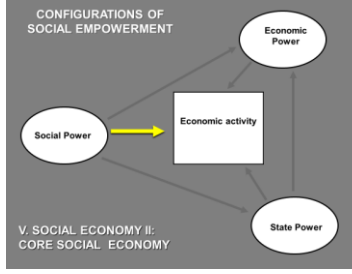 CONFIGURATIONS OF
SOCIAL EMPOWERMENT
Economic
Power
Social Power
Economic activity
V. SOCIAL ECONOMY II:
CORE SOCIAL ECONOMY
State Power